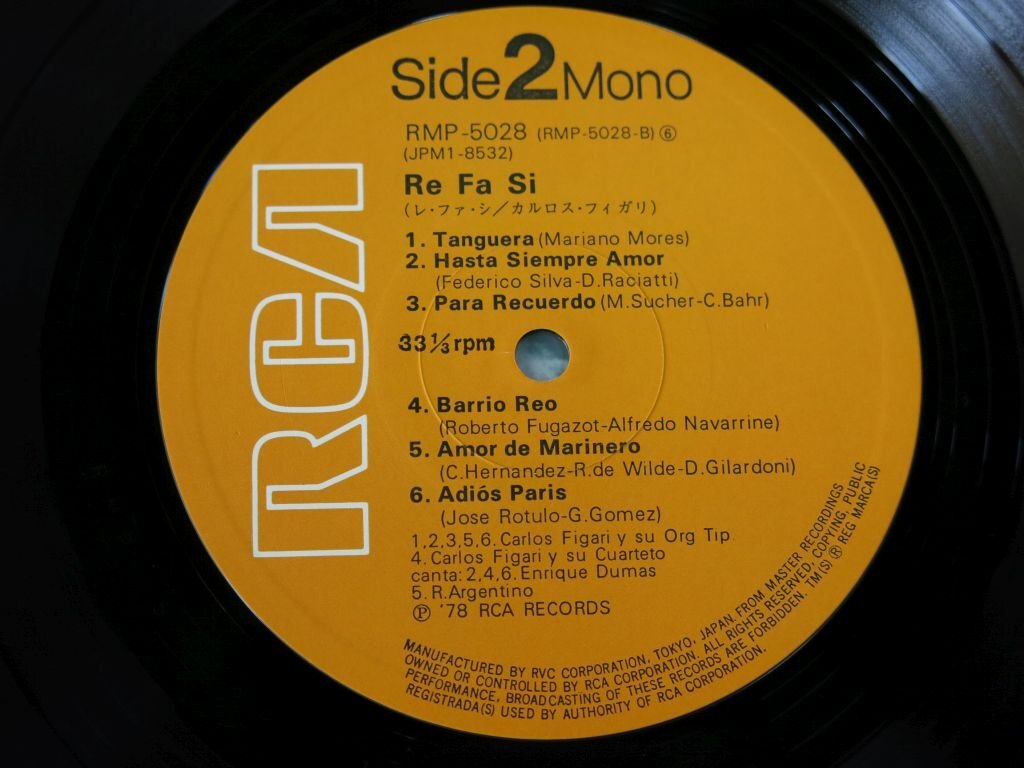 Side 2 Mono
RMP-5028 (RMP-5028-B) ⑥
(JPM1-8532)
Re Fa Si
(レ・ファ・シ/カルロス・フィガリ)
1. Tanguera (Mariano Mores)
2. Hasta Siempre Amor
(Federico Silva-D.Raciatti)
3. Para Recuerdo (M.Sucher-C.Bahr)
33⅓ rpm
4. Barrio Reo
(Roberto Fugazot-Alfredo Navarrine)
5. Amor de Marinero
(C.Hernandez-R.de Wilde-D.Gilardoni)
6. Adiós Paris
(Jose Rotulo-G.Gomez)
1,2,3,5,6. Carlos Figari y su Org Tip
4. Carlos Figari y su Cuarteto
canta: 2,4,6. Enrique Dumas
5. R.Argentino
Ⓟ '78 RCA RECORDS
RCA
MANUFACTURED BY RVC CORPORATION, TOKYO, JAPAN. FROM MASTER RECORDINGS
OWNED OR CONTROLLED BY RCA CORPORATION. ALL RIGHTS RESERVED, COPYING, PUBLIC
PERFORMANCE, BROADCASTING OF THESE RECORDS ARE FORBIDDEN. TM(S) ® REG MARCA(S)
REGISTRADA(S) USED BY AUTHORITY OF RCA CORPORATION.